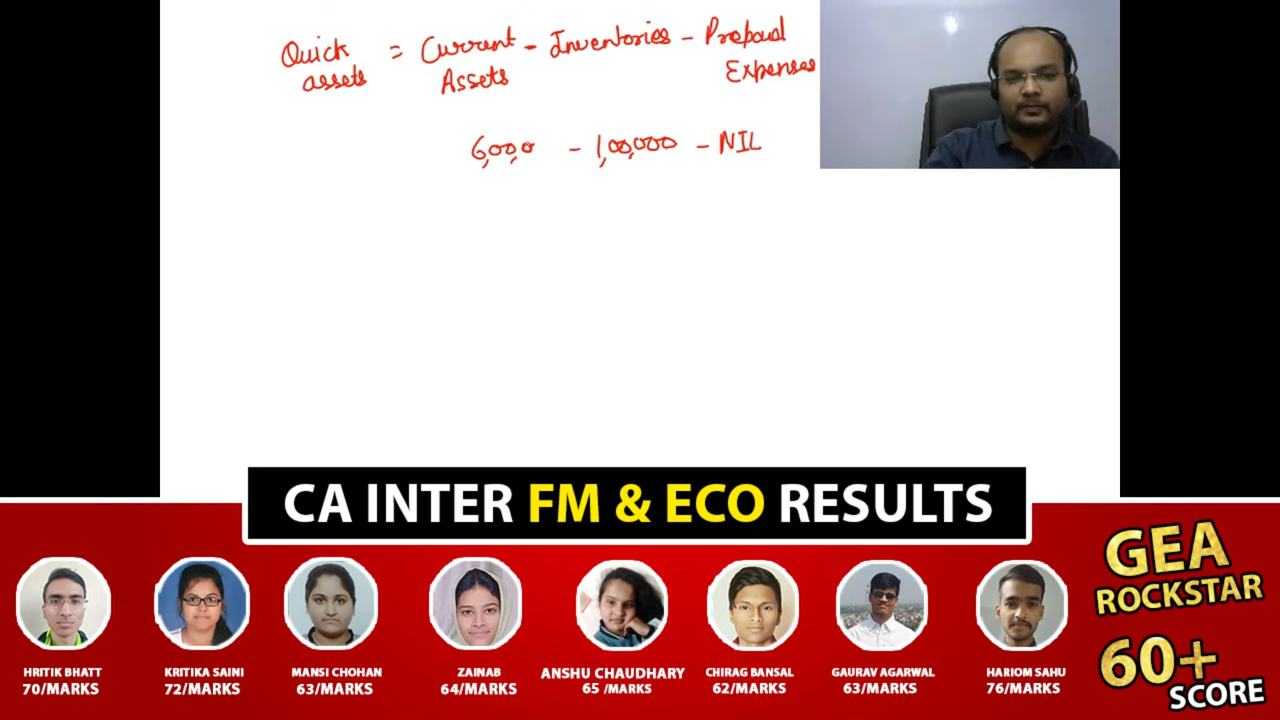 Quick = Current - Inventories - Prepaid
assets Assets Expenses
6,00,0 - 1,00,000 - NIL
CA INTER FM & ECO RESULTS
GEA
ROCKSTAR
60+
SCORE
HRITIK BHATT
70/MARKS
KRITIKA SAINI
72/MARKS
MANSI CHOHAN
63/MARKS
ZAINAB
64/MARKS
ANSHU CHAUDHARY
65 /MARKS
CHIRAG BANSAL
62/MARKS
GAURAV AGARWAL
63/MARKS
HARIOM SAHU
76/MARKS